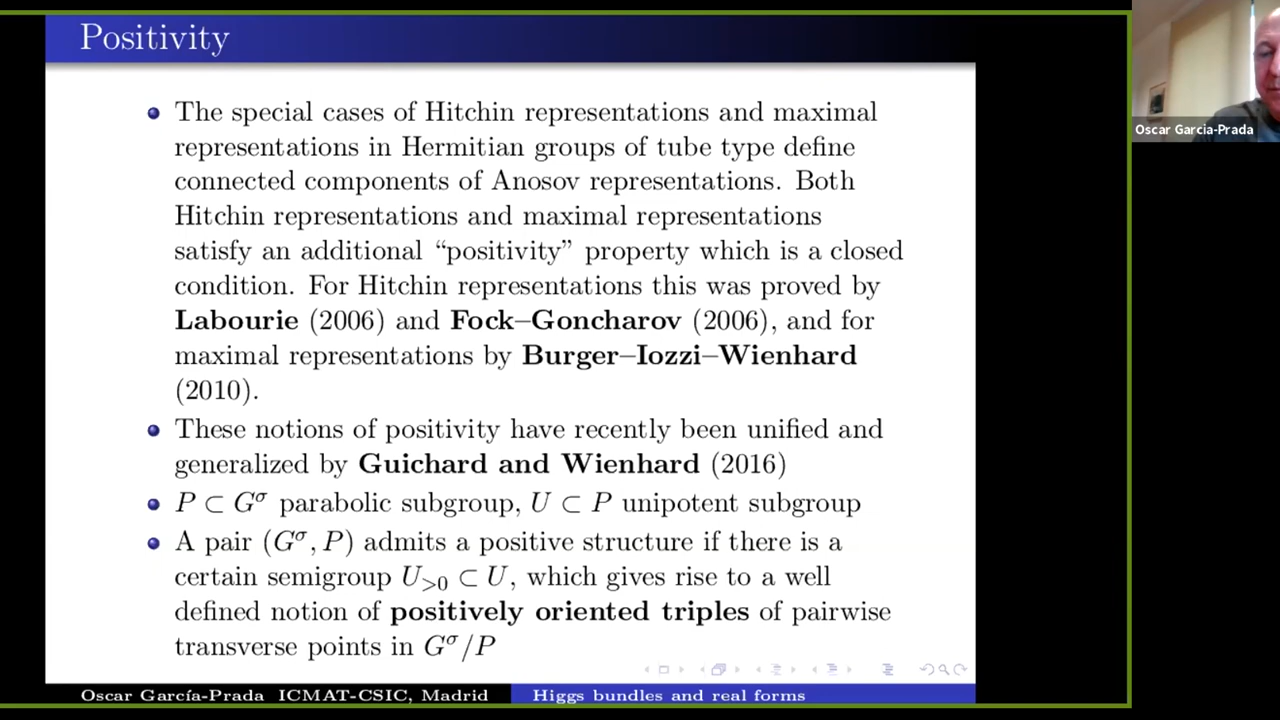 Positivity
The special cases of Hitchin representations and maximal
representations in Hermitian groups of tube type define
connected components of Anosov representations. Both
Hitchin representations and maximal representations
satisfy an additional “positivity” property which is a closed
condition. For Hitchin representations this was proved by
Labourie (2006) and Fock–Goncharov (2006), and for
maximal representations by Burger–Iozzi–Wienhard
(2010).
These notions of positivity have recently been unified and
generalized by Guichard and Wienhard (2016)
P ⊂ G^σ parabolic subgroup, U ⊂ P unipotent subgroup
A pair (G^σ, P) admits a positive structure if there is a
certain semigroup U_{>0} ⊂ U, which gives rise to a well
defined notion of positively oriented triples of pairwise
transverse points in G^σ/P
Oscar García-Prada ICMAT-CSIC, Madrid
Higgs bundles and real forms
Oscar Garcia-Prada